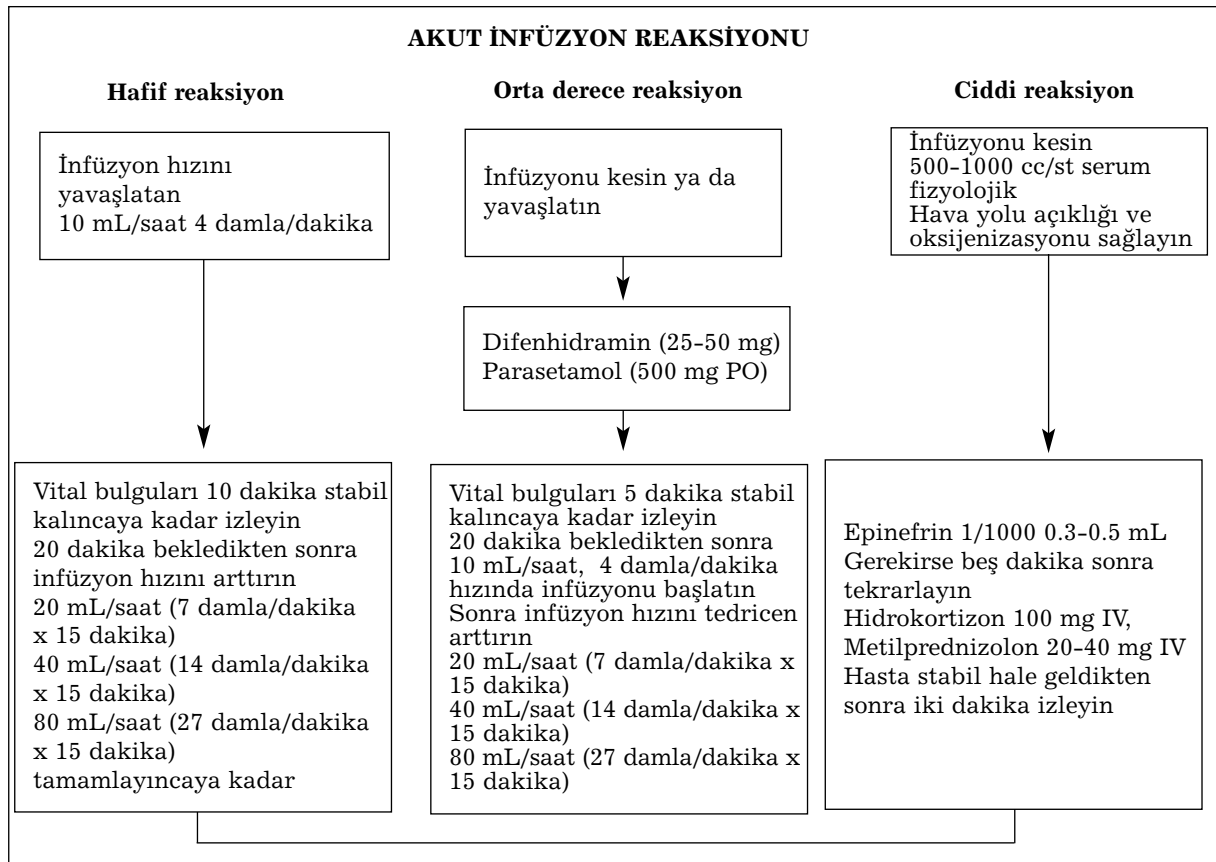 AKUT İNFÜZYON REAKSİYONU
Hafif reaksiyon
İnfüzyon hızını
yavaşlatan
10 mL/saat 4 damla/dakika
Vital bulguları 10 dakika stabil
kalıncaya kadar izleyin
20 dakika bekledikten sonra
infüzyon hızını arttırın
20 mL/saat (7 damla/dakika
x 15 dakika)
40 mL/saat (14 damla/dakika
x 15 dakika)
80 mL/saat (27 damla/dakika
x 15 dakika)
tamamlayıncaya kadar
Orta derece reaksiyon
İnfüzyonu kesin ya da
yavaşlatın
Difenhidramin (25-50 mg)
Parasetamol (500 mg PO)
Vital bulguları 5 dakika stabil
kalıncaya kadar izleyin
20 dakika bekledikten sonra
10 mL/saat, 4 damla/dakika
hızında infüzyonu başlatın
Sonra infüzyon hızını tedricen
arttırın
20 mL/saat (7 damla/dakika x
15 dakika)
40 mL/saat (14 damla/dakika x
15 dakika)
80 mL/saat (27 damla/dakika x
15 dakika)
Ciddi reaksiyon
İnfüzyonu kesin
500-1000 cc/st serum
fizyolojik
Hava yolu açıklığı ve
oksijenizasyonu sağlayın
Epinefrin 1/1000 0.3-0.5 mL
Gerekirse beş dakika sonra
tekrarlayın
Hidrokortizon 100 mg IV,
Metilprednizolon 20-40 mg IV
Hasta stabil hale geldikten
sonra iki dakika izleyin